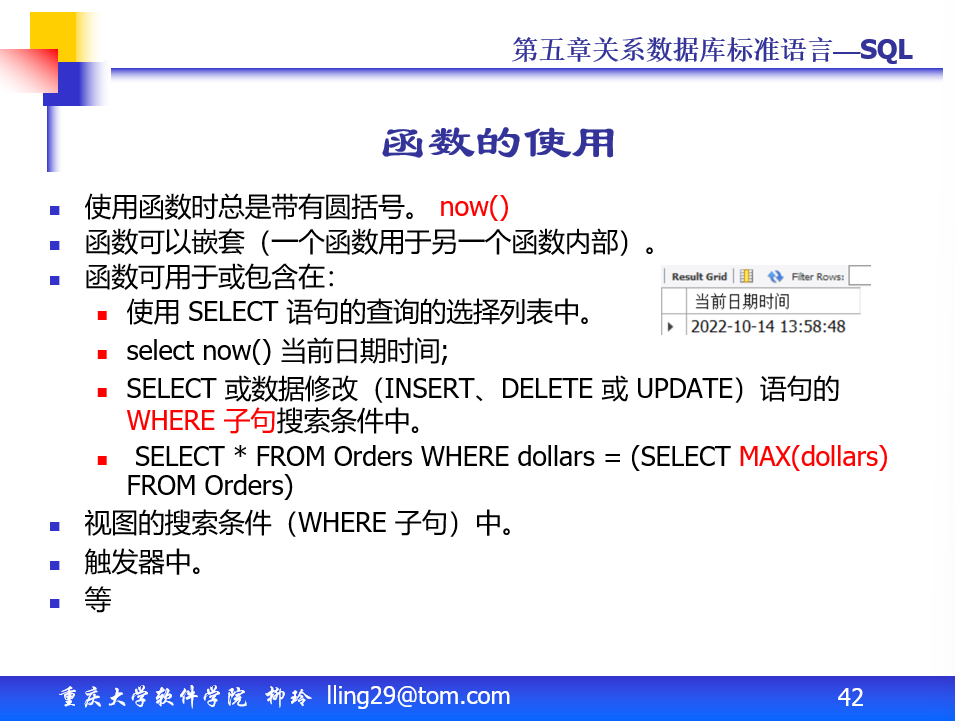 第五章关系数据库标准语言—SQL
函数的使用
使用函数时总是带有圆括号。 now()
函数可以嵌套（一个函数用于另一个函数内部）。
函数可用于或包含在：
使用 SELECT 语句的查询的选择列表中。
select now() 当前日期时间;
SELECT 或数据修改（INSERT、DELETE 或 UPDATE）语句的
WHERE 子句搜索条件中。
SELECT * FROM Orders WHERE dollars = (SELECT MAX(dollars)
FROM Orders)
视图的搜索条件（WHERE 子句）中。
触发器中。
等
Result Grid Filter Rows:
当前日期时间
2022-10-14 13:58:48
重庆大学软件学院 柳玲 lling29@tom.com
42